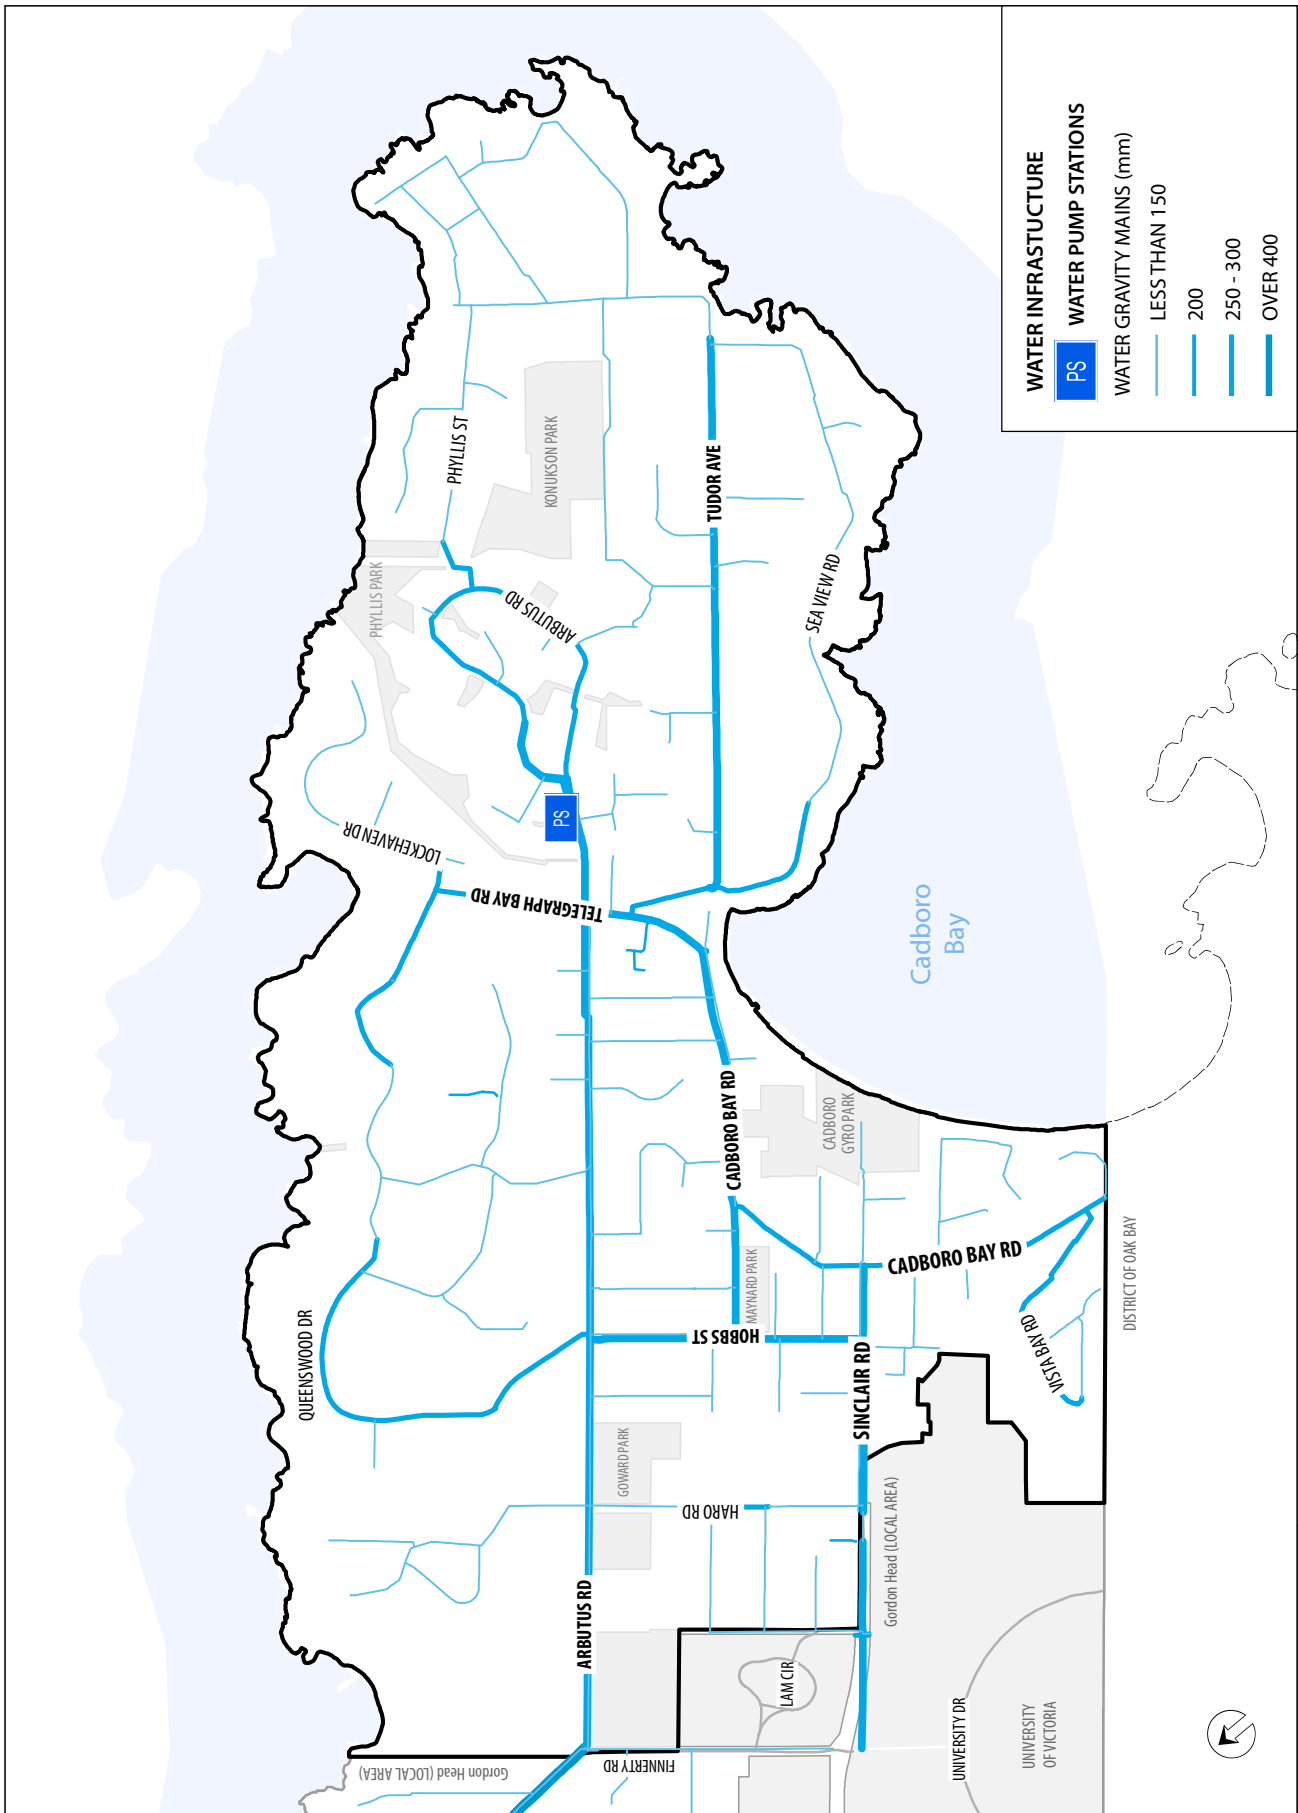 WATER INFRASTUCTURE
PS
WATER PUMP STATIONS
WATER GRAVITY MAINS (mm)
LESS THAN 150
200
250 - 300
OVER 400
PHYLLIS ST
KONUKSON PARK
TUDOR AVE
PHYLLIS PARK
ARBUTUS RD
SEA VIEW RD
LOCKEHAVEN DR
PS
TELEGRAPH BAY RD
Cadboro
Bay
CADBORO BAY RD
CADBORO
GYRO PARK
MAYNARD PARK
CADBORO BAY RD
DISTRICT OF OAK BAY
QUEENSWOOD DR
HOBBS ST
VISTA BAY RD
SINCLAIR RD
GOWARD PARK
HARO RD
Gordon Head (LOCAL AREA)
ARBUTUS RD
LAM CIR
UNIVERSITY DR
UNIVERSITY
OF VICTORIA
FINNERTY RD
Gordon Head (LOCAL AREA)